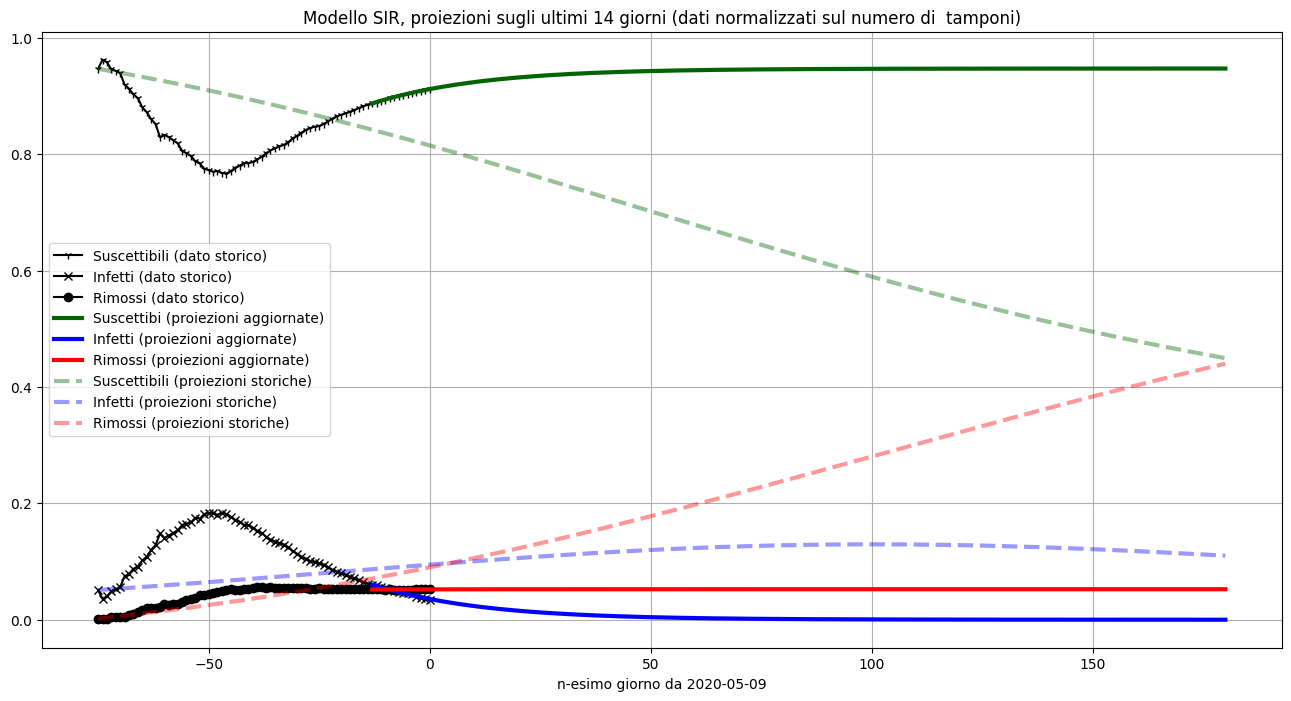 Modello SIR, proiezioni sugli ultimi 14 giorni (dati normalizzati sul numero di  tamponi)
1.0
0.8
0.6
0.4
0.2
0.0
Suscettibili (dato storico)
Infetti (dato storico)
Rimossi (dato storico)
Suscettibi (proiezioni aggiornate)
Infetti (proiezioni aggiornate)
Rimossi (proiezioni aggiornate)
Suscettibili (proiezioni storiche)
Infetti (proiezioni storiche)
Rimossi (proiezioni storiche)
−50 0 50 100 150
n-esimo giorno da 2020-05-09